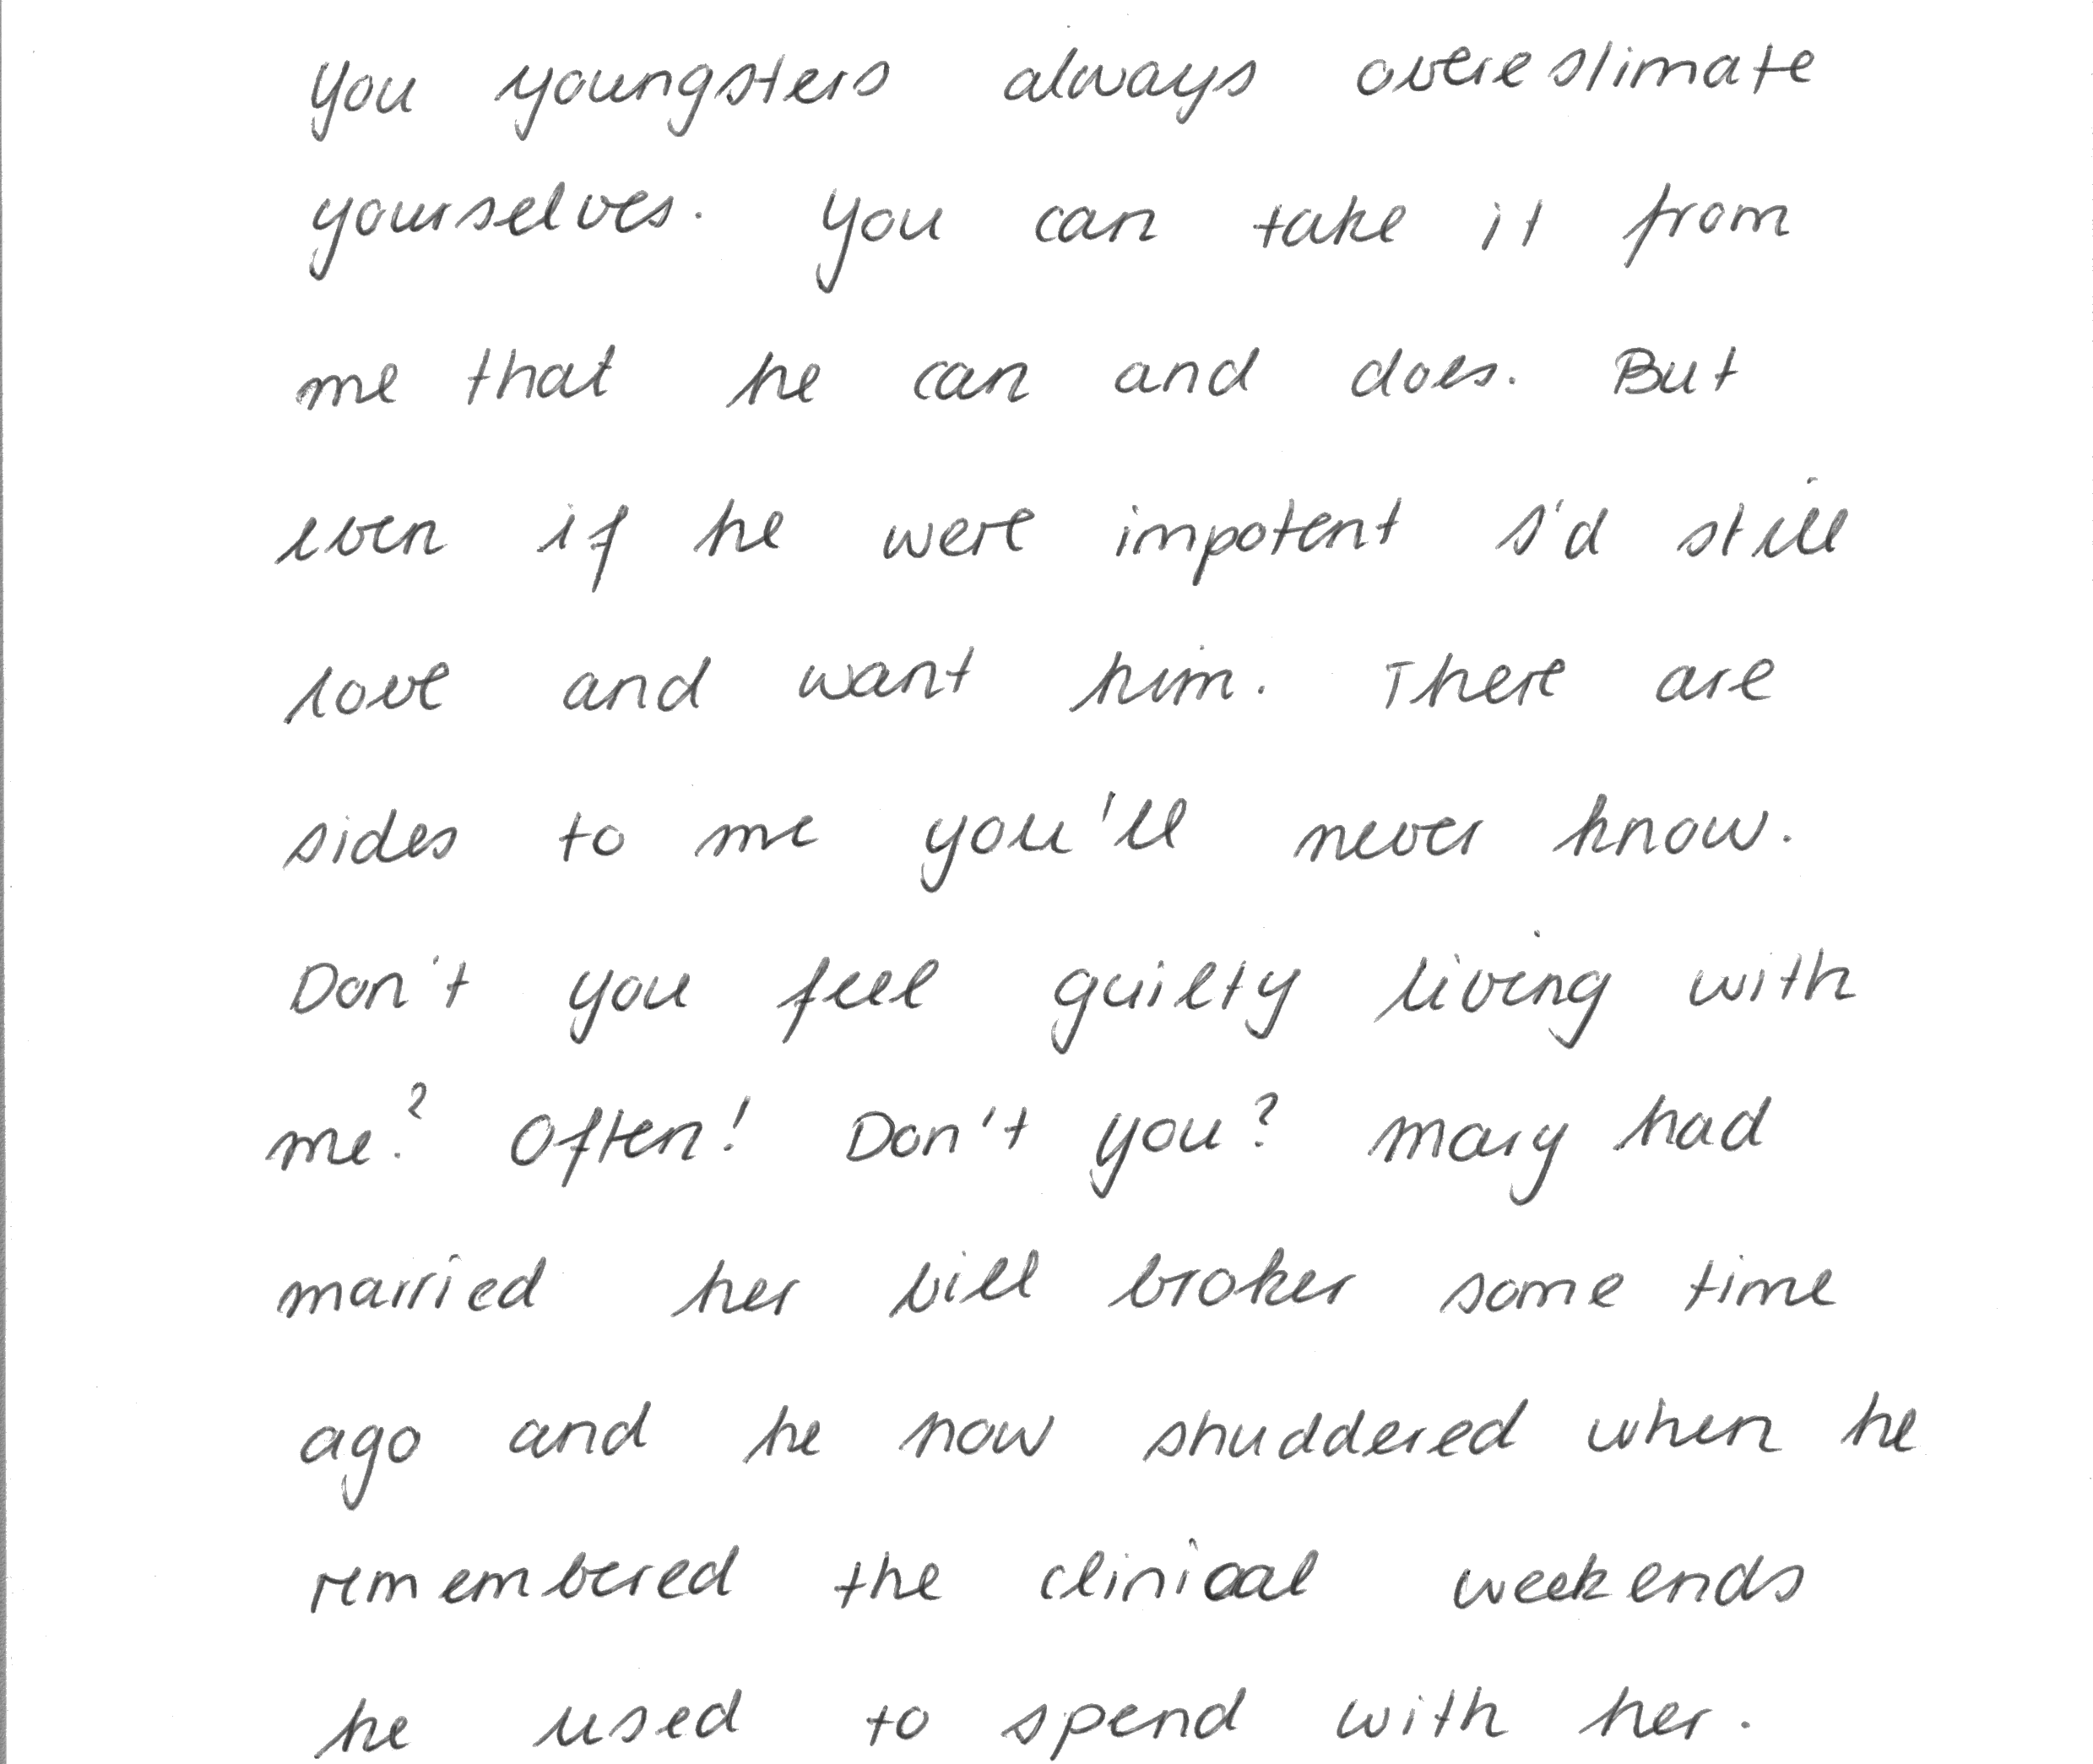 You youngsters always overestimate
yourselves. You can take it from
me that he can and does. But
even if he were impotent I'd still
love and want him. There are
sides to me you'll never know.
Don't you feel guilty living with
me? Often! Don't you? Mary had
married her bill broker some time
ago and he now shuddered when he
remembered the clinical weekends
he used to spend with her.